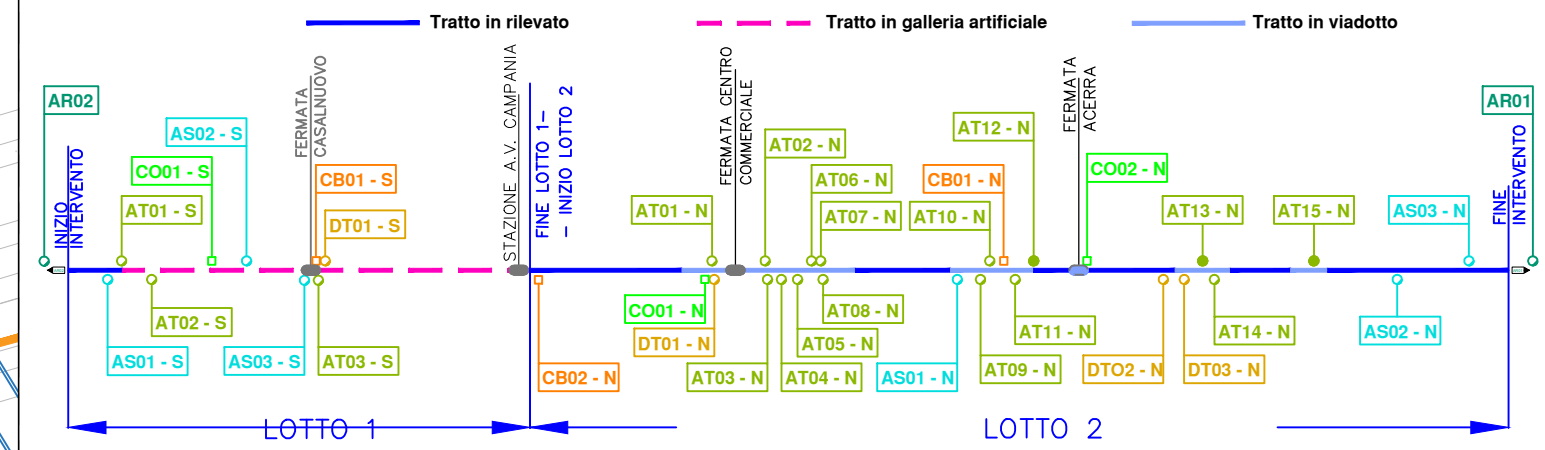 Tratto in rilevato
Tratto in galleria artificiale
Tratto in viadotto
AR02
INIZIO
INTERVENTO
AT01 - S
CO01 - S
AS02 - S
FERMATA
CASALNUOVO
CB01 - S
DT01 - S
STAZIONE A.V. CAMPANIA
FINE LOTTO 1-
- INIZIO LOTTO 2
AT01 - N
FERMATA CENTRO
COMMERCIALE
AT02 - N
AT06 - N
AT07 - N
CB01 - N
AT10 - N
AT12 - N
FERMATA
ACERRA
CO02 - N
AT13 - N
AT15 - N
AS03 - N
FINE
INTERVENTO
AR01
AS01 - S
AT02 - S
AS03 - S
AT03 - S
CB02 - N
CO01 - N
DT01 - N
AT03 - N
AT04 - N
AT05 - N
AT08 - N
AS01 - N
AT09 - N
AT11 - N
DTO2 - N
DT03 - N
AT14 - N
AS02 - N
LOTTO 1
LOTTO 2